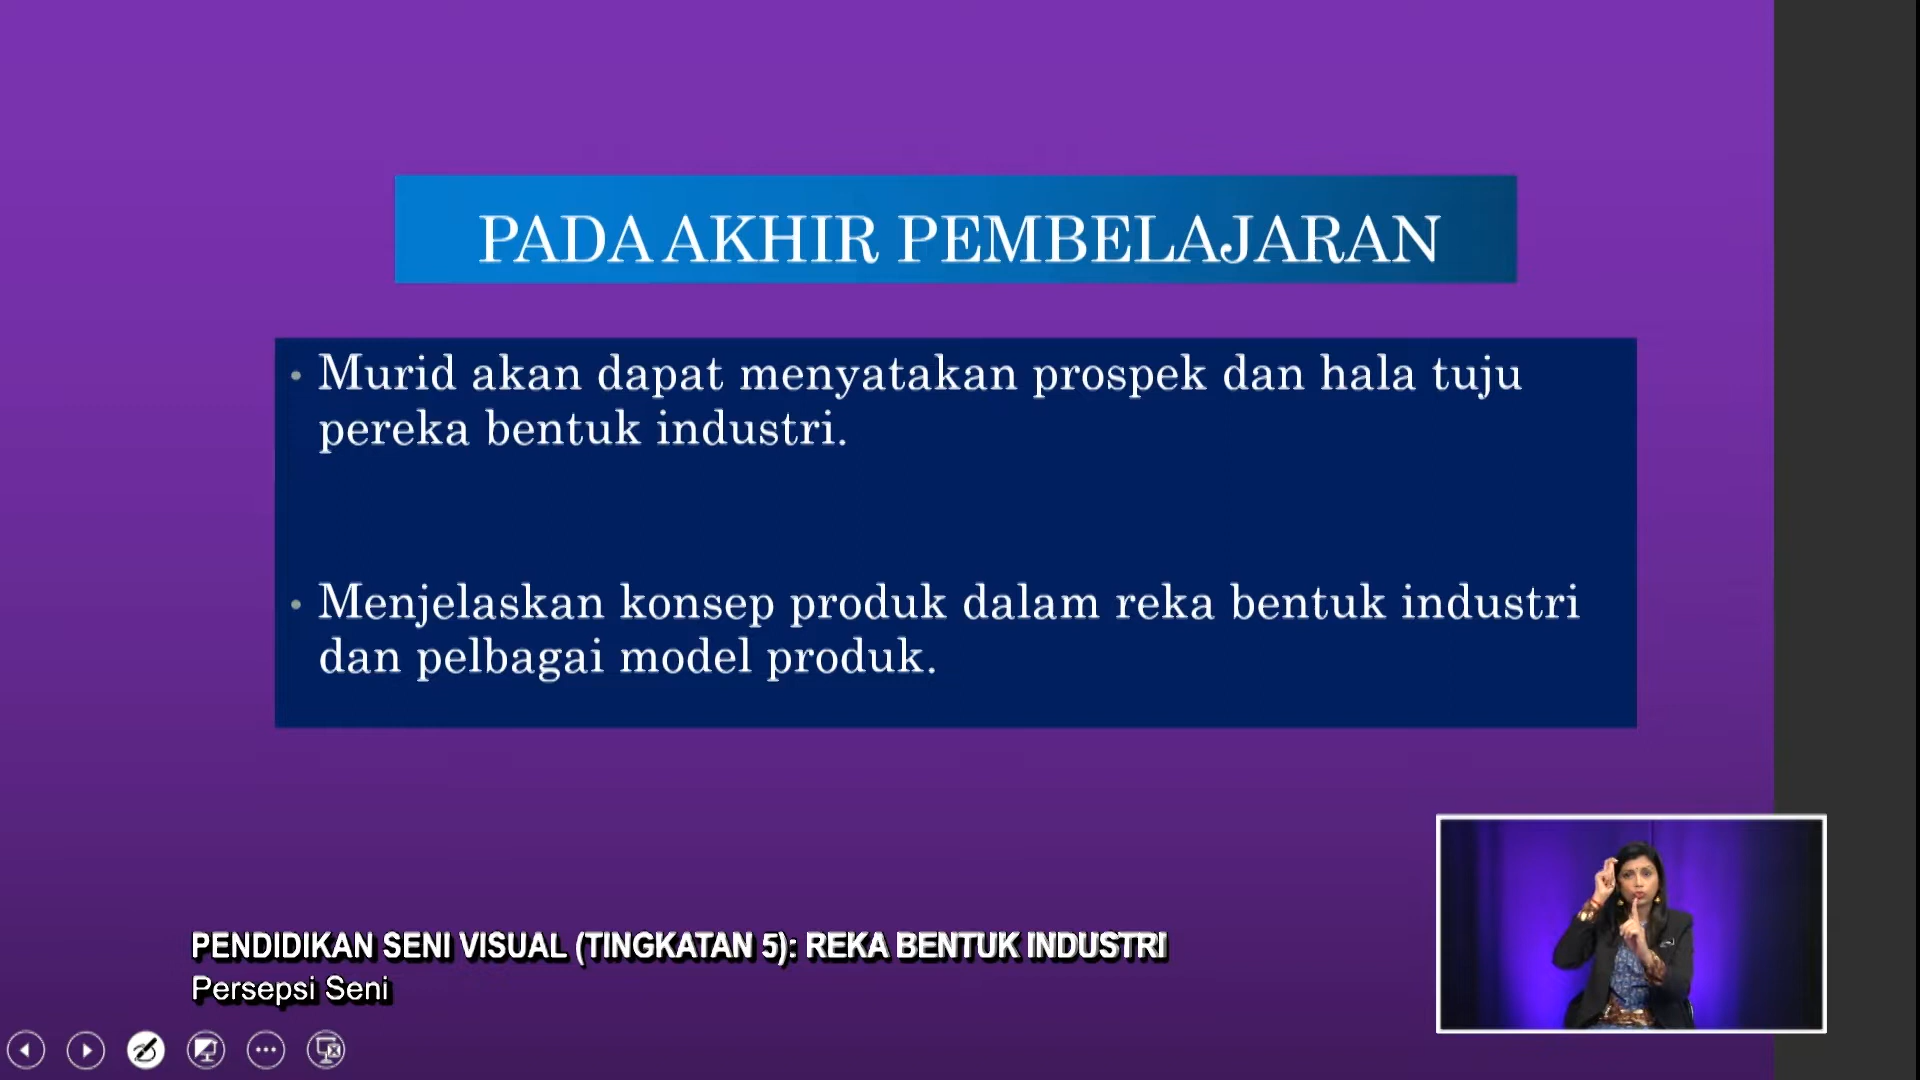 PADA AKHIR PEMBELAJARAN
• Murid akan dapat menyatakan prospek dan hala tuju
pereka bentuk industri.
• Menjelaskan konsep produk dalam reka bentuk industri
dan pelbagai model produk.
PENDIDIKAN SENI VISUAL (TINGKATAN 5): REKA BENTUK INDUSTRI
Persepsi Seni